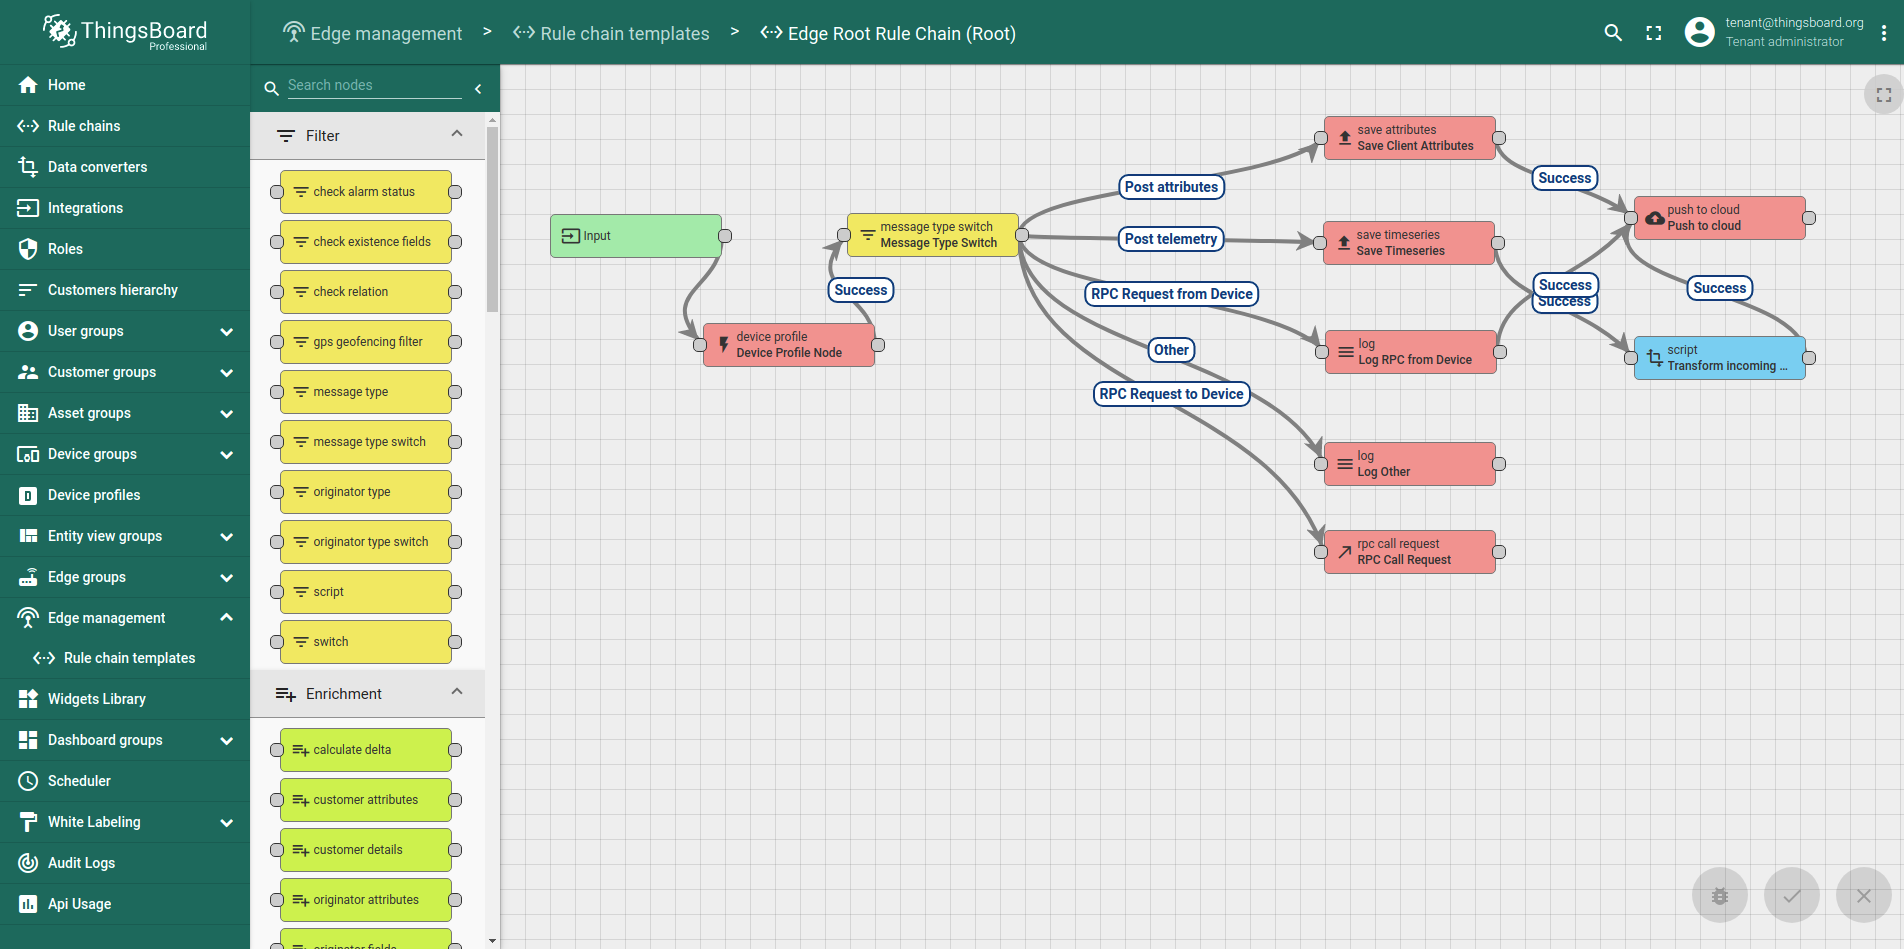 ThingsBoard
Professional
Edge management > Rule chain templates > Edge Root Rule Chain (Root)
tenant@thingsboard.org
Tenant administrator
Home
Rule chains
Data converters
Integrations
Roles
Customers hierarchy
User groups
Customer groups
Asset groups
Device groups
Device profiles
Entity view groups
Edge groups
Edge management
Rule chain templates
Widgets Library
Dashboard groups
Scheduler
White Labeling
Audit Logs
Api Usage
Search nodes
Filter
check alarm status
check existence fields
check relation
gps geofencing filter
message type
message type switch
originator type
originator type switch
script
switch
Enrichment
calculate delta
customer attributes
customer details
originator attributes
originator fields
Input
device profile
Device Profile Node
Success
message type switch
Message Type Switch
Post attributes
Post telemetry
RPC Request from Device
Other
RPC Request to Device
save attributes
Save Client Attributes
save timeseries
Save Timeseries
log
Log RPC from Device
log
Log Other
rpc call request
RPC Call Request
Success
Success
Success
push to cloud
Push to cloud
Success
script
Transform incoming ...